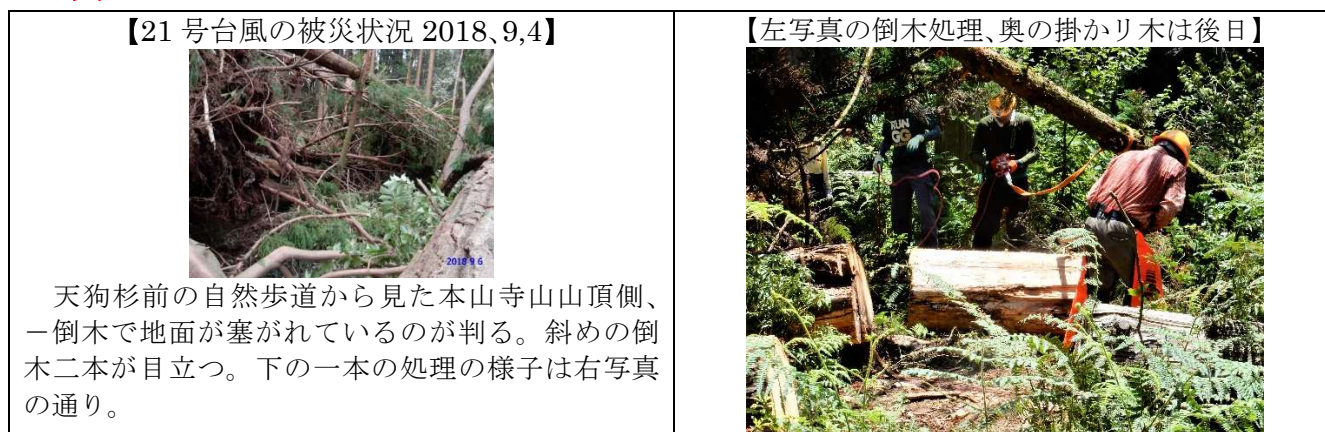 【21 号台風の被災状況 2018、9,4】
2018 9 6
天狗杉前の自然歩道から見た本山寺山山頂側、
－倒木で地面が塞がれているのが判る。斜めの倒
木二本が目立つ。下の一本の処理の様子は右写真
の通り。
【左写真の倒木処理、奥の掛かリ木は後日】
RUN
GG